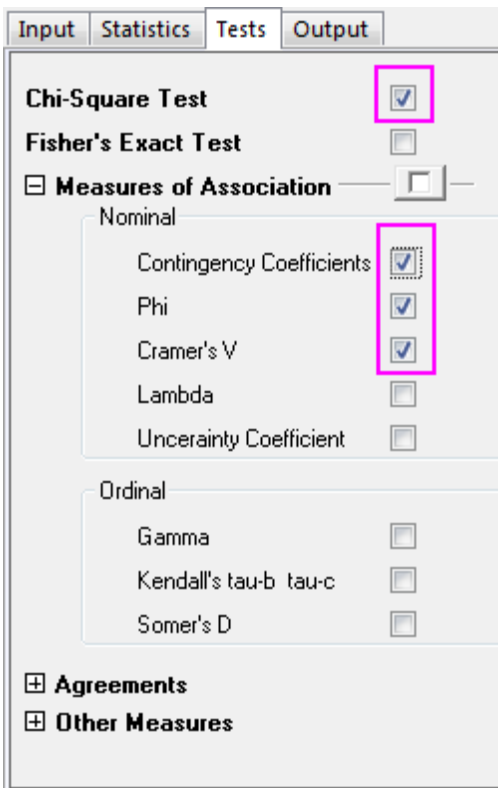 Input Statistics Tests Output
Chi-Square Test
Fisher's Exact Test
Measures of Association
Nominal
Contingency Coefficients
Phi
Cramer's V
Lambda
Uncerainty Coefficient
Ordinal
Gamma
Kendall's tau-b tau-c
Somer's D
Agreements
Other Measures